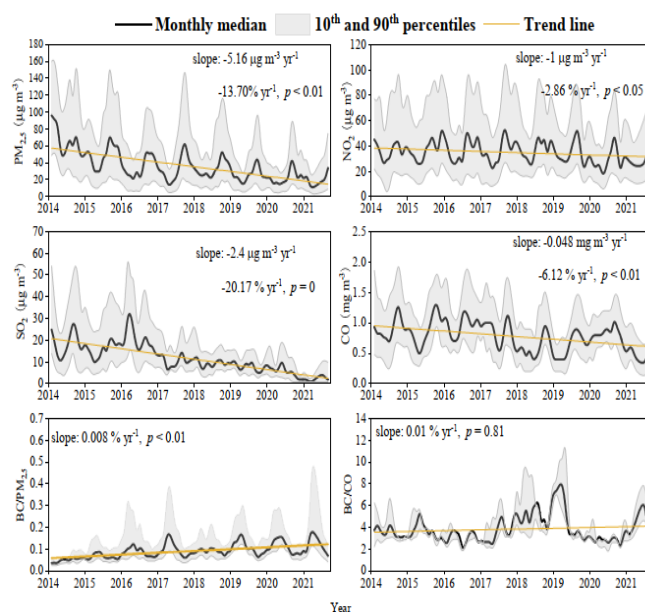 Monthly median 10th and 90th percentiles Trend line
180
160
140
120
100
80
60
40
20
0
PM2.5 (μg m-3)
slope: -5.16 μg m-3 yr-1
-13.70% yr-1, p < 0.01
2014 2015 2016 2017 2018 2019 2020 2021
140
120
100
80
60
40
20
0
NO2 (μg m-3)
slope: -1 μg m-3 yr-1
-2.86 % yr-1, p < 0.05
2014 2015 2016 2017 2018 2019 2020 2021
70
60
50
40
30
20
10
0
SO2 (μg m-3)
slope: -2.4 μg m-3 yr-1
-20.17 % yr-1, p = 0
2014 2015 2016 2017 2018 2019 2020 2021
2.5
2.0
1.5
1.0
0.5
0.0
CO (mg m-3)
slope: -0.048 mg m-3 yr-1
-6.12 % yr-1, p < 0.01
2014 2015 2016 2017 2018 2019 2020 2021
0.7
0.6
0.5
0.4
0.3
0.2
0.1
0.0
BC/PM2.5
slope: 0.008 % yr-1, p < 0.01
2014 2015 2016 2017 2018 2019 2020 2021
14
12
10
8
6
4
2
0
BC/CO
slope: 0.01 % yr-1, p = 0.81
2014 2015 2016 2017 2018 2019 2020 2021
Year